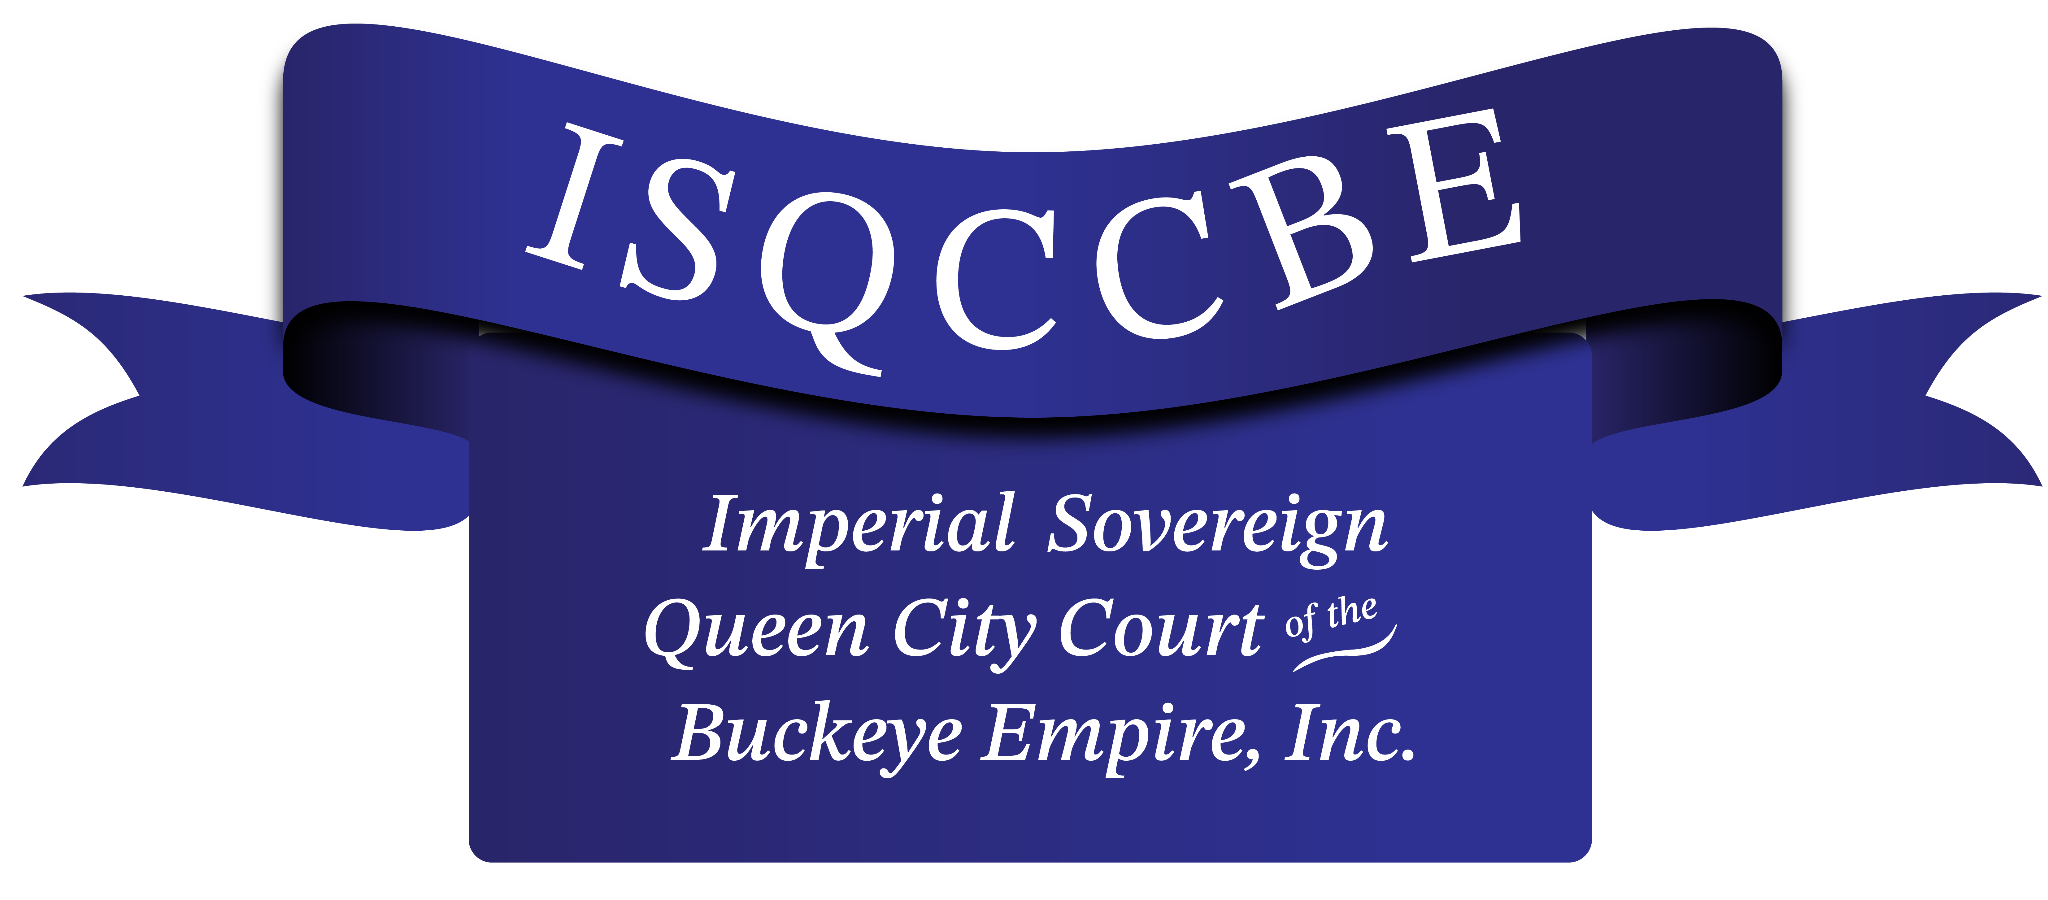 ISQCCBE
Imperial Sovereign
Queen City Court of the
Buckeye Empire, Inc.